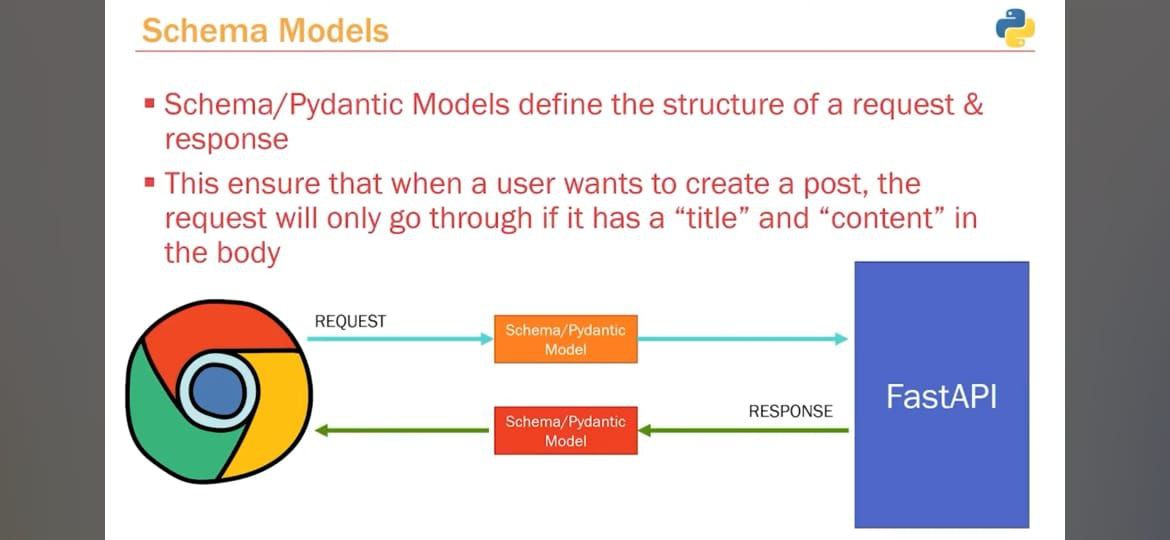 Schema Models
▪ Schema/Pydantic Models define the structure of a request &
response
▪ This ensure that when a user wants to create a post, the
request will only go through if it has a “title” and “content” in
the body
REQUEST
Schema/Pydantic
Model
FastAPI
Schema/Pydantic
Model
RESPONSE